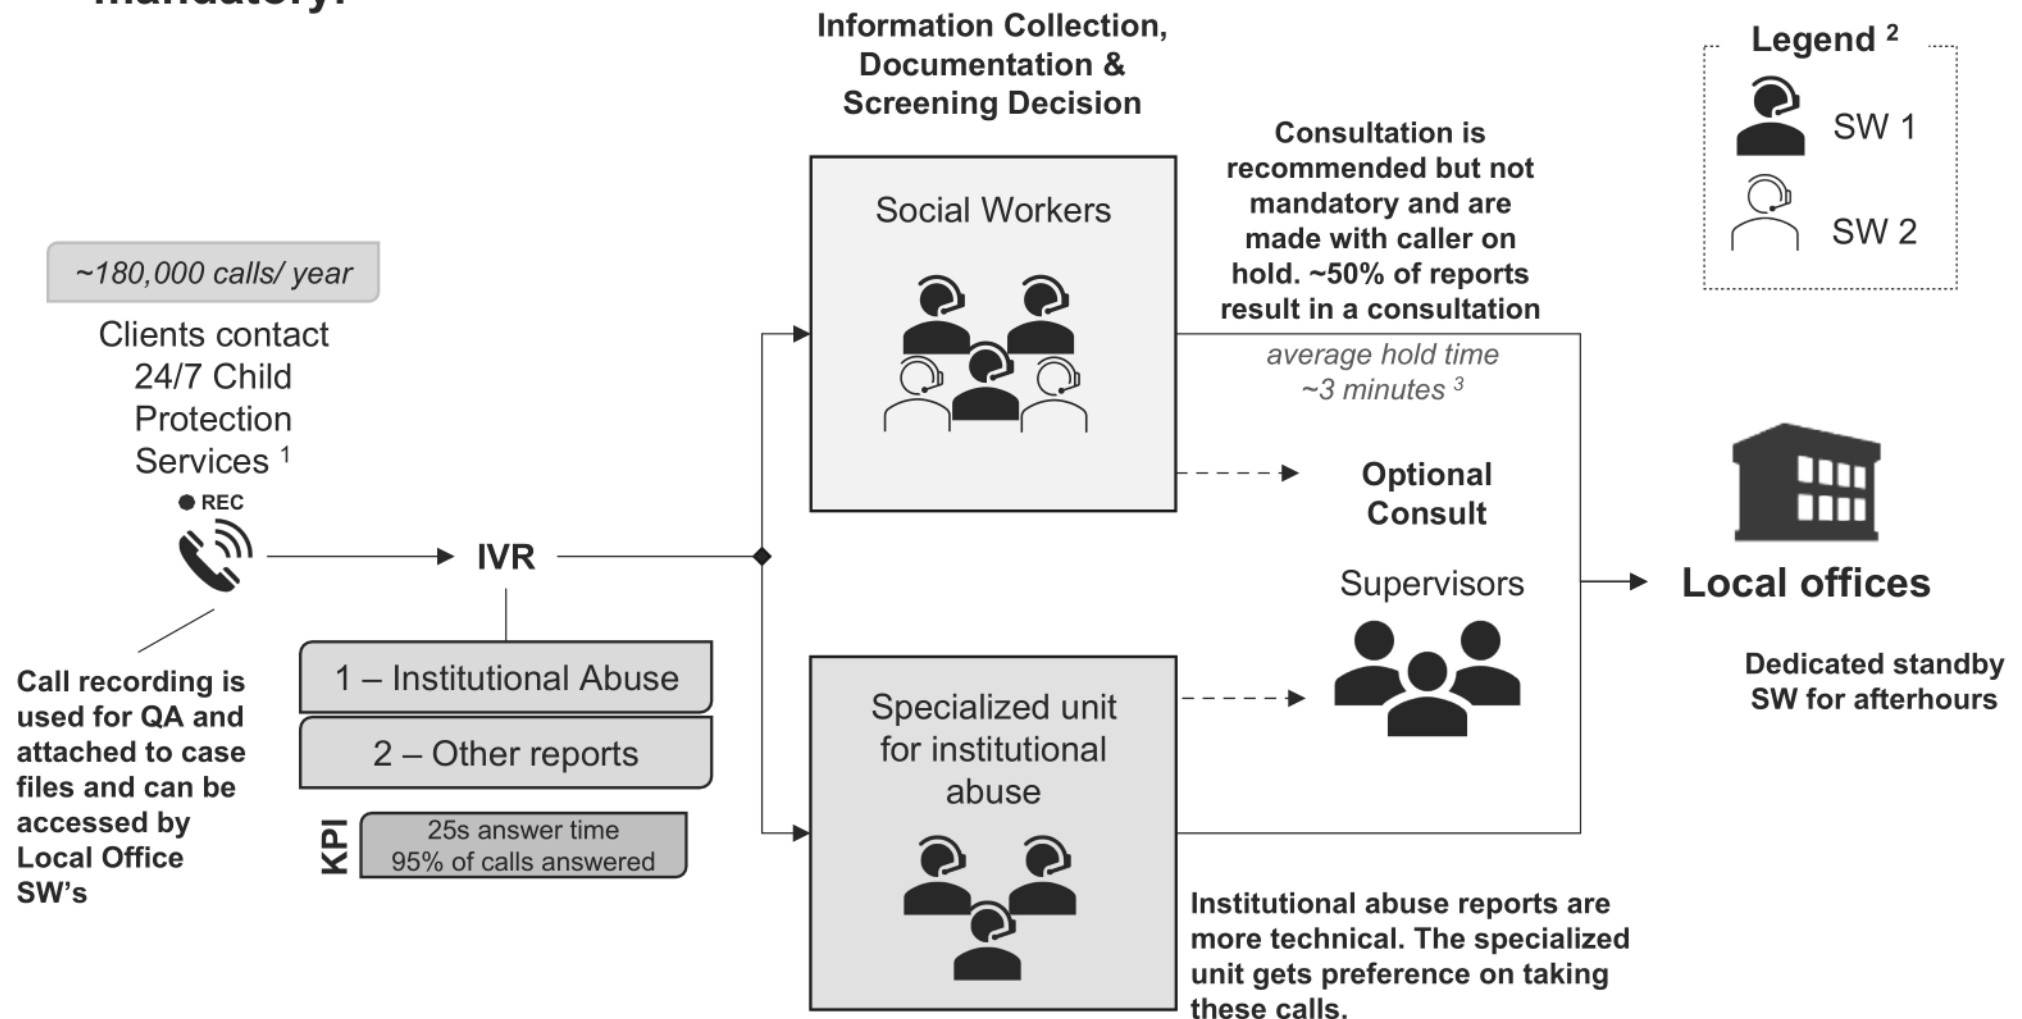 mandatory.
Information Collection,
Documentation &
Screening Decision
Legend 2
SW 1
SW 2
Consultation is
recommended but not
mandatory and are
made with caller on
hold. ~50% of reports
result in a consultation
average hold time
~3 minutes 3
Social Workers
~180,000 calls/ year
Clients contact
24/7 Child
Protection
Services 1
REC
IVR
Optional
Consult
Supervisors
Local offices
Dedicated standby
SW for afterhours
Call recording is
used for QA and
attached to case
files and can be
accessed by
Local Office
SW's
1 – Institutional Abuse
2 – Other reports
KPI
25s answer time
95% of calls answered
Specialized unit
for institutional
abuse
Institutional abuse reports are
more technical. The specialized
unit gets preference on taking
these calls.